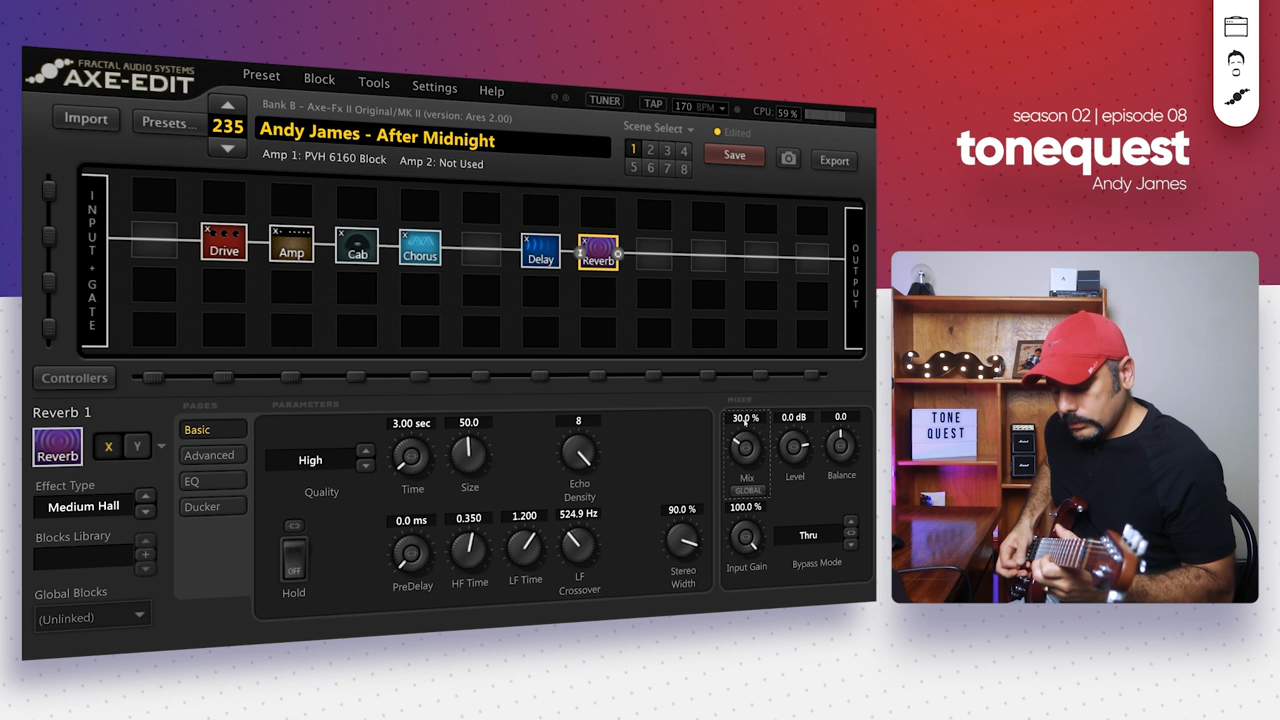 FRACTAL AUDIO SYSTEMS
AXE-EDIT
Preset Block Tools Settings Help
TUNER TAP 170 BPM CPU: 59 %
Import Presets... 235
Bank B - Axe-Fx II Original/MK II (version: Ares 2.00)
Andy James - After Midnight
Amp 1: PVH 6160 Block Amp 2: Not Used
Scene Select Edited
1 2 3 4
5 6 7 8
Save Export
INPUT + GATE
Drive Amp Cab Chorus Delay Reverb
I O
OUTPUT
Controllers
Reverb 1
Reverb
X Y
Effect Type
Medium Hall
Blocks Library
Global Blocks
(Unlinked)
PAGES
Basic
Advanced
EQ
Ducker
PARAMETERS
High
Quality
OFF
Hold
3.00 sec
Time
50.0
Size
8
Echo
Density
0.0 ms
PreDelay
0.350
HF Time
1.200
LF Time
524.9 Hz
LF
Crossover
90.0 %
Stereo
Width
MIXER
30.0 %
Mix
GLOBAL
0.0 dB
Level
0.0
Balance
100.0 %
Input Gain
Thru
Bypass Mode
season 02 | episode 08
tonequest
Andy James
TONE
QUEST